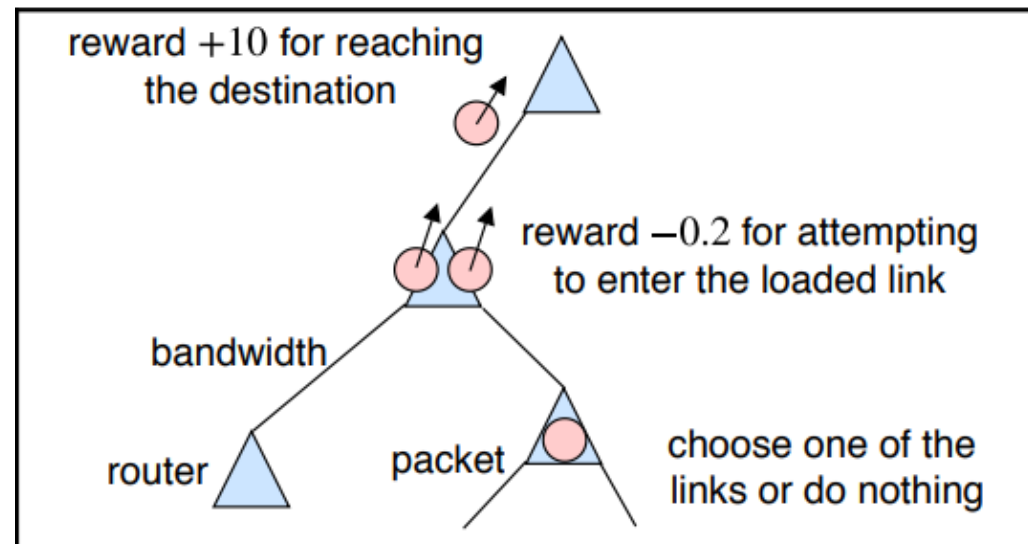 reward +10 for reaching
the destination
reward −0.2 for attempting
to enter the loaded link
bandwidth
router
packet
choose one of the
links or do nothing